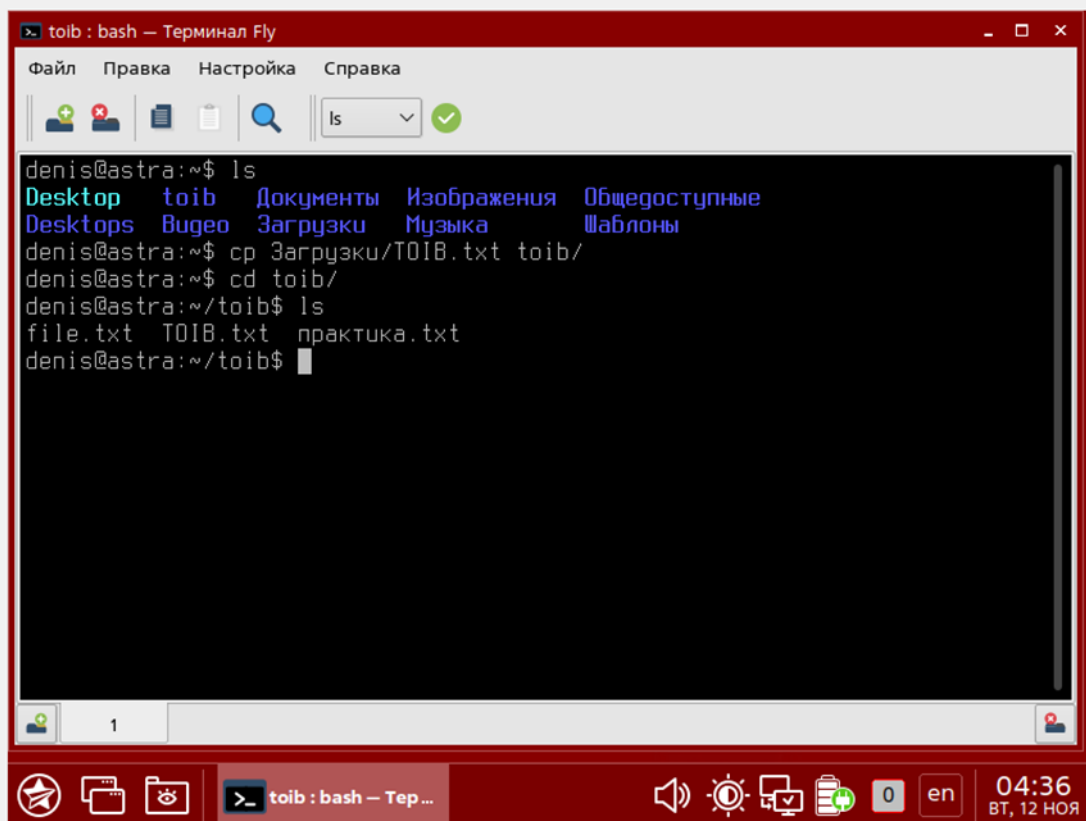 toib : bash — Терминал Fly
Файл Правка Настройка Справка
ls
denis@astra:~$ ls
Desktop toib Документы Изображения Общедоступные
Desktops Видео Загрузки Музыка Шаблоны
denis@astra:~$ cp Загрузки/TOIB.txt toib/
denis@astra:~$ cd toib/
denis@astra:~/toib$ ls
file.txt TOIB.txt практика.txt
denis@astra:~/toib$
1
toib : bash — Тер...
0
en
04:36
ВТ, 12 НОЯ